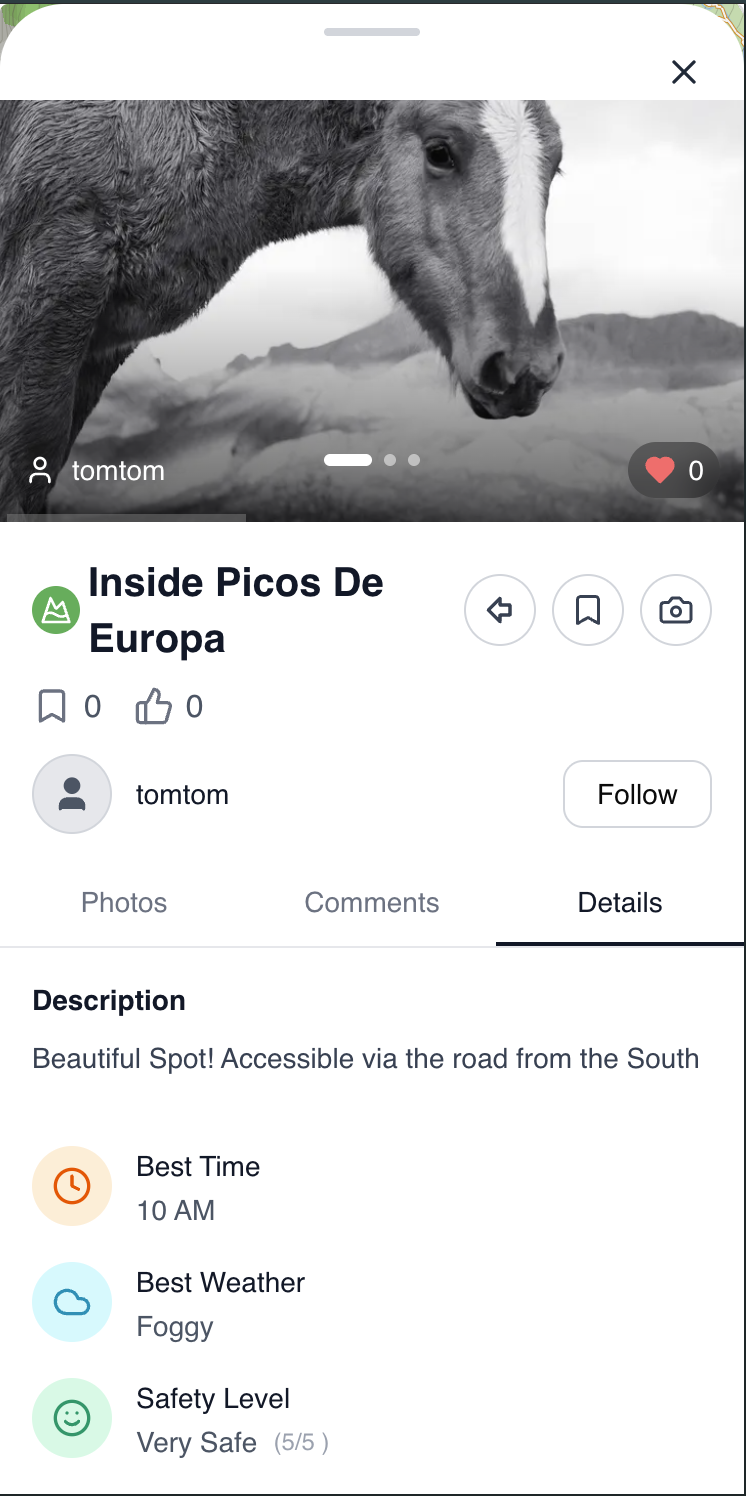 tomtom
0
Inside Picos De
Europa
0 0
tomtom
Follow
Photos Comments Details
Description
Beautiful Spot! Accessible via the road from the South
Best Time
10 AM
Best Weather
Foggy
Safety Level
Very Safe (5/5 )